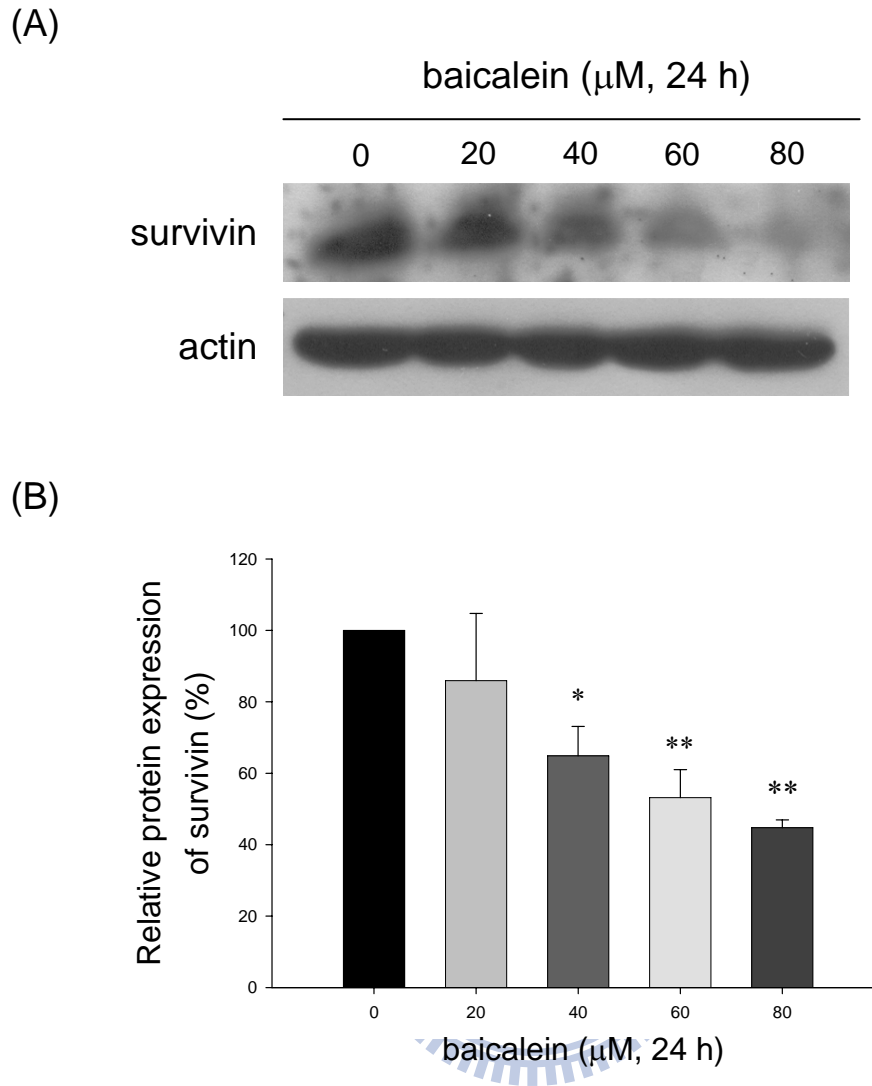 (A)
baicalein (μM, 24 h)
0 20 40 60 80
survivin
actin
(B)
Relative protein expression
of survivin (%)
120
100
80
60
40
20
0
*
**
**
0 20 40 60 80
baicalein (μM, 24 h)